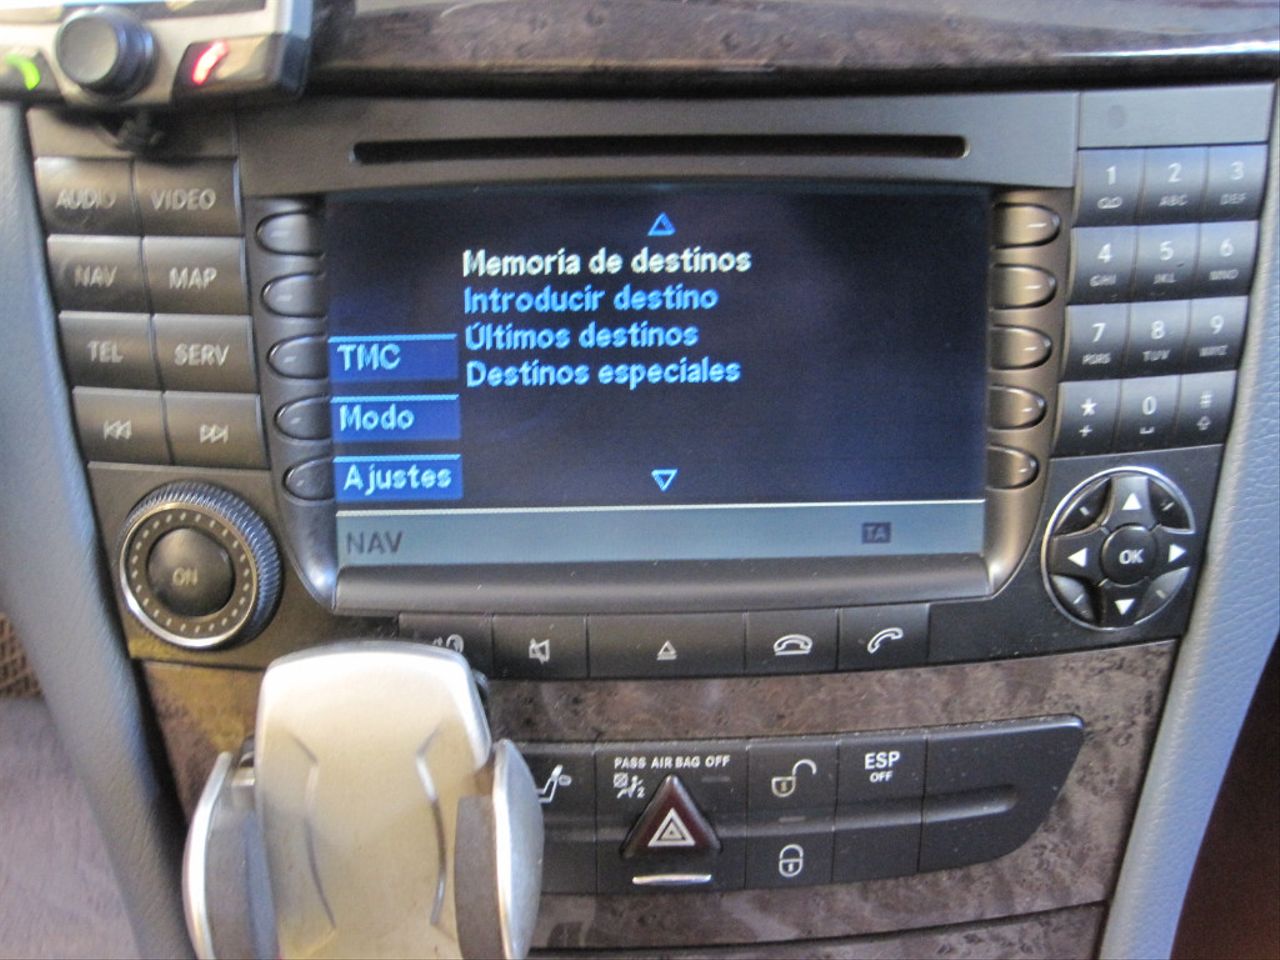 AUDIO VIDEO
NAV MAP
TEL SERV
ON
Memoria de destinos
Introducir destino
Últimos destinos
Destinos especiales
TMC
Modo
Ajustes
NAV TA
1 2 ABC 3 DEF
4 GHI 5 JKL 6 MNO
7 PQRS 8 TUV 9 WXYZ
* + 0 #
OK
PASS AIR BAG OFF
ESP
OFF